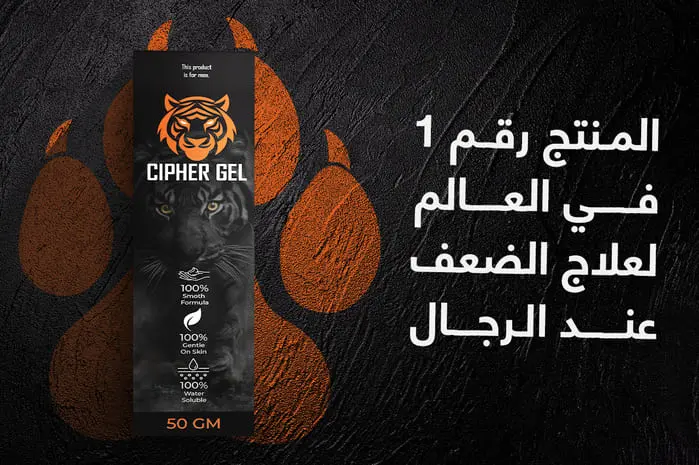 This product
is for men.
CIPHER GEL
100%
Smoth
Formula
100%
Gentle
On Skin
100%
Water
Soluble
50 GM
المنتج رقم 1
في العالم
لعلاج الضعف
عند الرجال